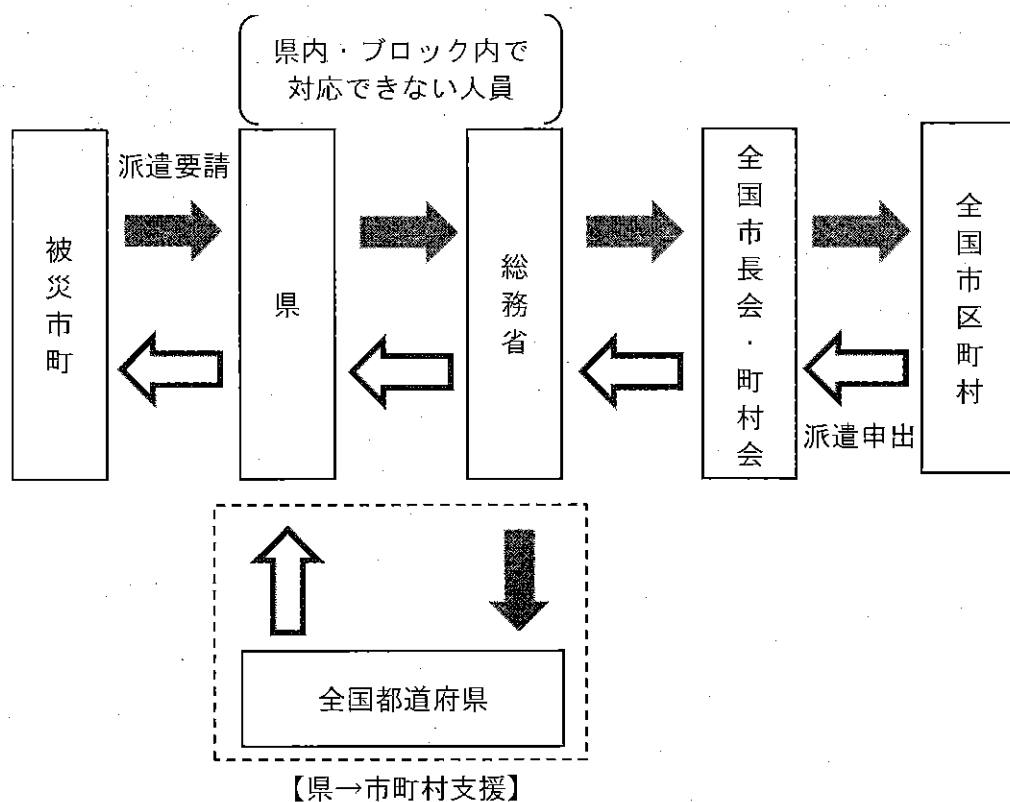 県内・ブロック内で
対応できない人員
派遣要請
被災市町
県
総務省
全国市長会・町村会
全国市区町村
派遣申出
全国都道府県
【県→市町村支援】